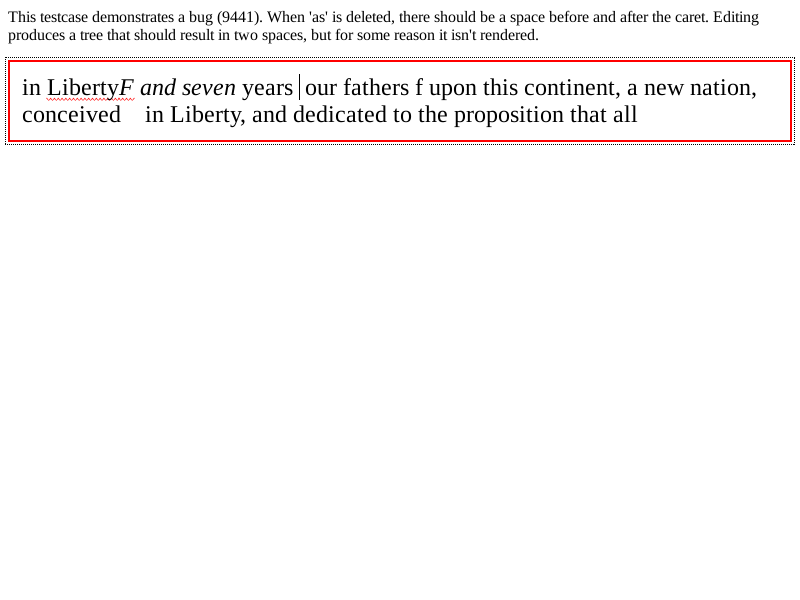 This testcase demonstrates a bug (9441). When 'as' is deleted, there should be a space before and after the caret. Editing
produces a tree that should result in two spaces, but for some reason it isn't rendered.
in LibertyF and seven years our fathers f upon this continent, a new nation,
conceived    in Liberty, and dedicated to the proposition that all